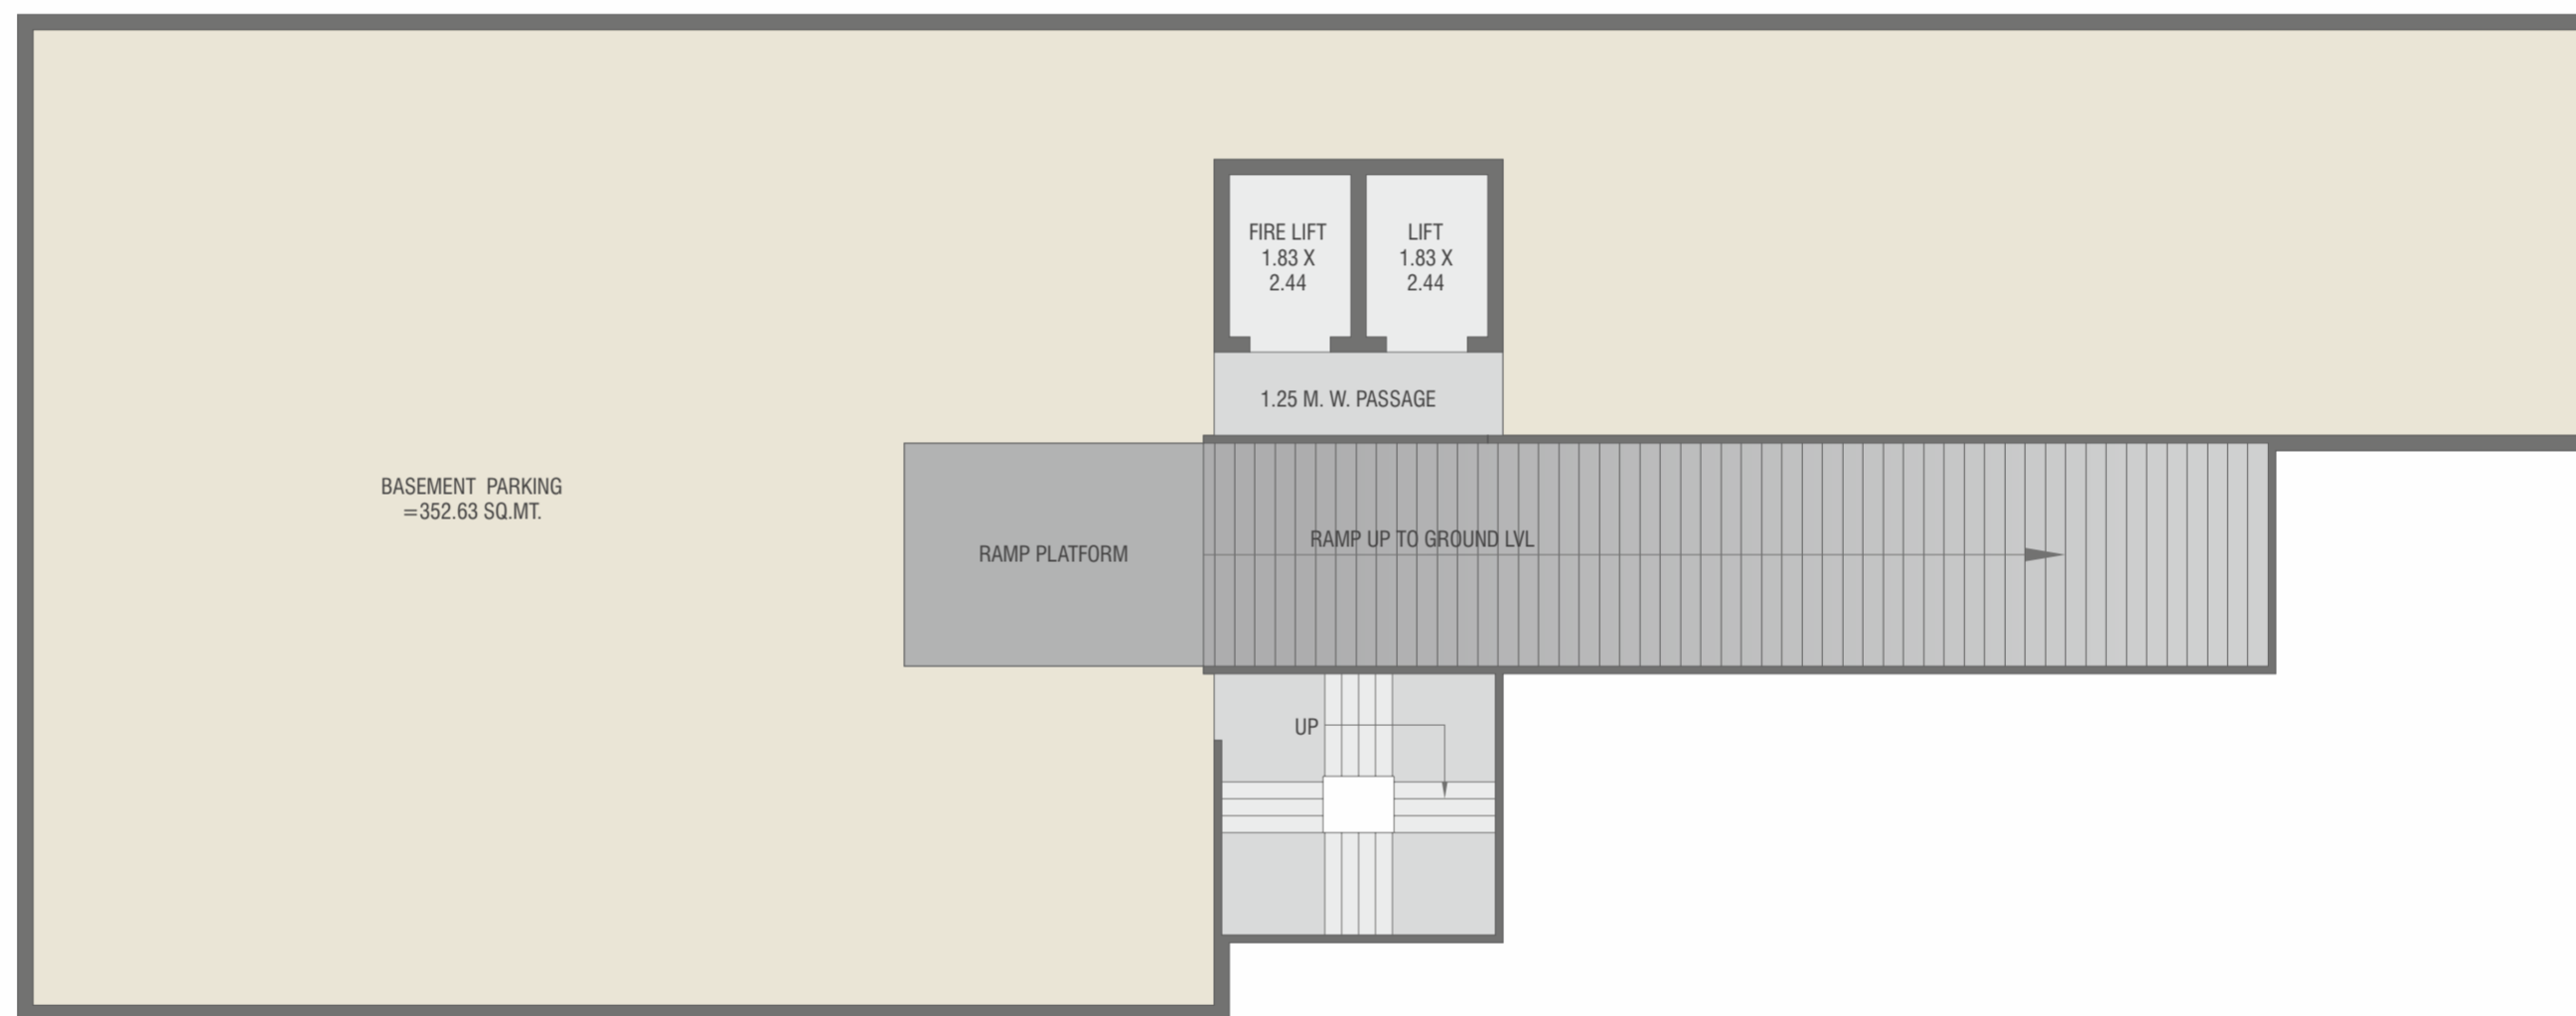 FIRE LIFT
1.83 X
2.44
LIFT
1.83 X
2.44
1.25 M. W. PASSAGE
BASEMENT PARKING
=352.63 SQ.MT.
RAMP PLATFORM
RAMP UP TO GROUND LVL
UP